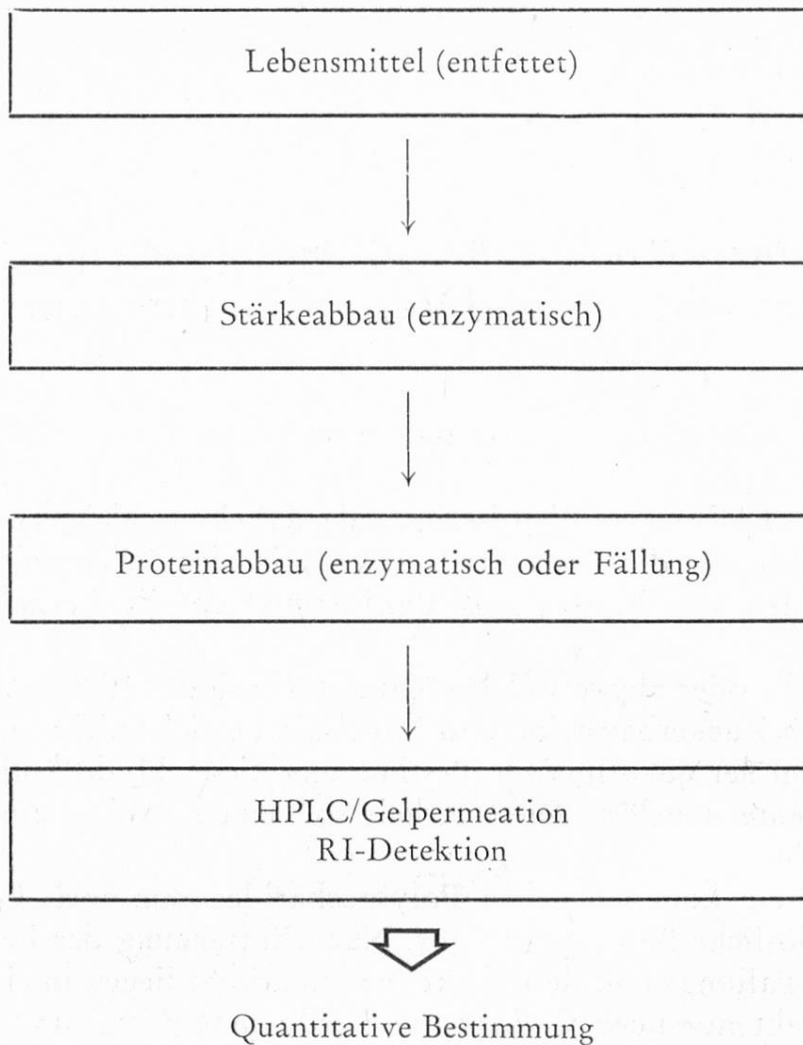 Lebensmittel (entfettet)
Stärkeabbau (enzymatisch)
Proteinabbau (enzymatisch oder Fällung)
HPLC/Gelpermeation
RI-Detektion
Quantitative Bestimmung